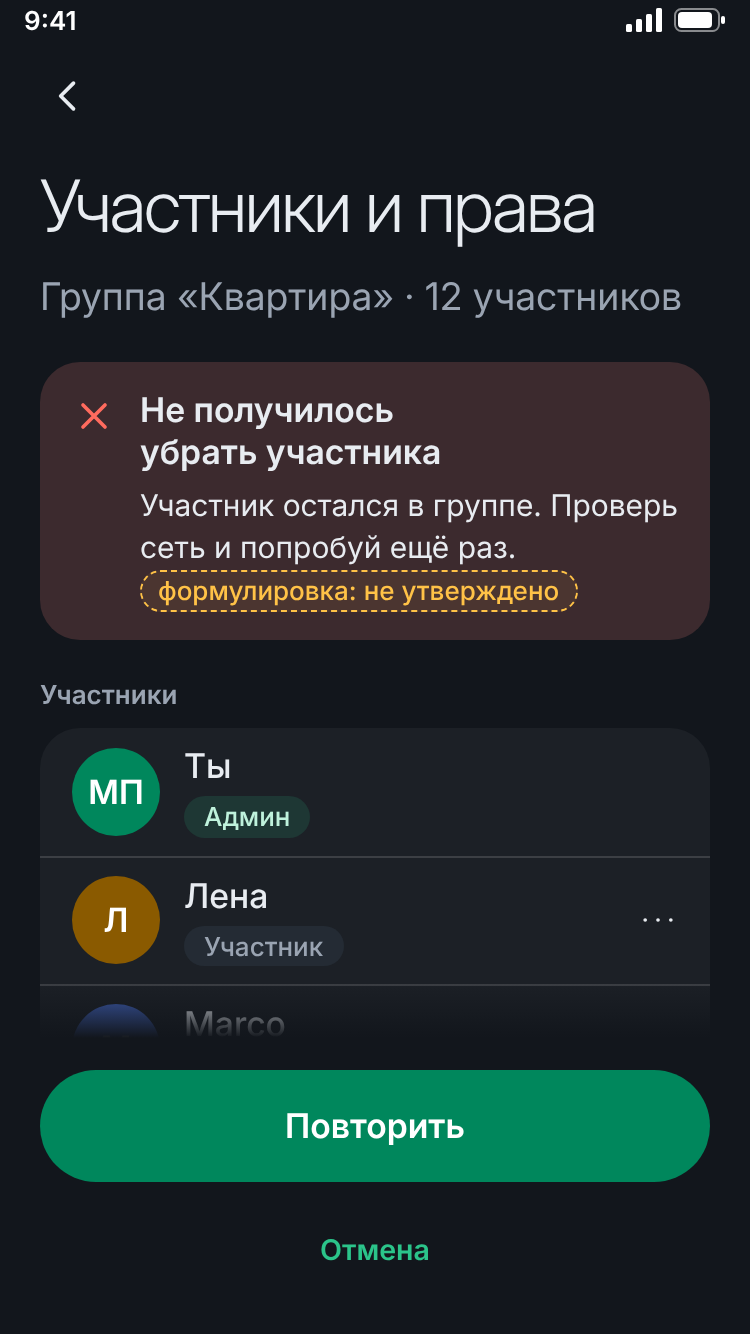 9:41
Участники и права
Группа «Квартира» · 12 участников
Не получилось
убрать участника
Участник остался в группе. Проверь
сеть и попробуй ещё раз.
формулировка: не утверждено
Участники
МП
Ты
Админ
Л
Лена
Участник
Marco
Повторить
Отмена